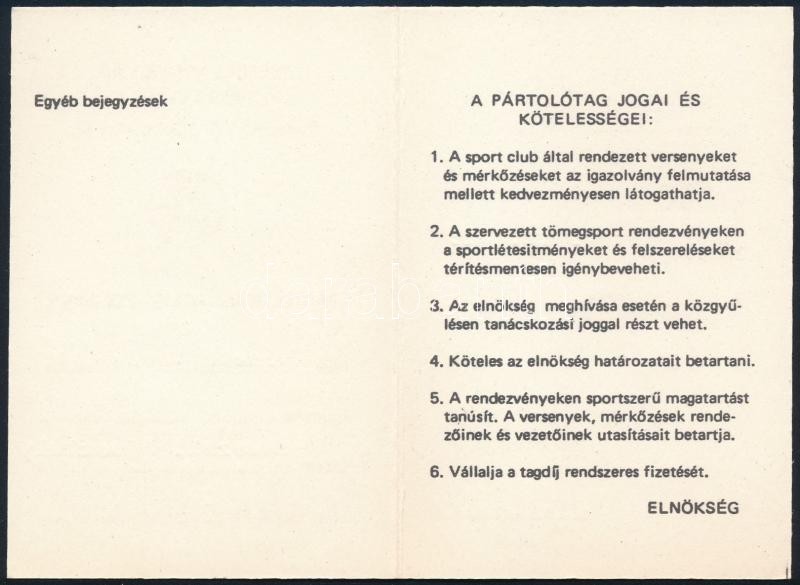 Egyéb bejegyzések
A PÁRTOLÓTAG JOGAI ÉS
KÖTELESSÉGEI:
1. A sport club által rendezett versenyeket
és mérkőzéseket az igazolvány felmutatása
mellett kedvezményesen látogathatja.
2. A szervezett tömegsport rendezvényeken
a sportlétesitményeket és felszereléseket
térítésmentesen igénybeveheti.
3. Az elnökség meghívása esetén a közgyű-
lésen tanácskozási joggal részt vehet.
4. Köteles az elnökség határozatait betartani.
5. A rendezvényeken sportszerű magatartást
tanúsít. A versenyek, mérkőzések rende-
zőinek és vezetőinek utasításait betartja.
6. Vállalja a tagdíj rendszeres fizetését.
ELNÖKSÉG